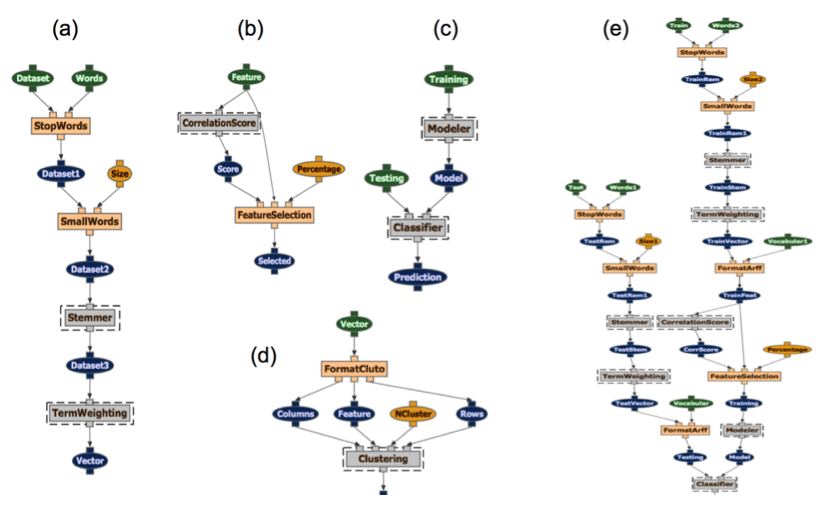 (a)
Dataset
Words
StopWords
Dataset1
Size
SmallWords
Dataset2
Stemmer
Dataset3
TermWeighting
Vector
(b)
Feature
CorrelationScore
Score
Percentage
FeatureSelection
Selected
(c)
Training
Modeler
Testing
Model
Classifier
Prediction
(d)
Vector
FormatCluto
Columns
Feature
NCluster
Rows
Clustering
(e)
Train
Words2
StopWords
TrainRem
Size2
SmallWords
TrainRem1
Stemmer
TrainStem
TermWeighting
TrainVector
Vocabular1
FormatArff
TrainFeat
Test
Words1
StopWords
TestRem
Size1
SmallWords
TestRem1
Stemmer
CorrelationScore
TestStem
CorrScore
Percentage
TermWeighting
FeatureSelection
TestVector
Vocabular
Training
FormatArff
Modeler
Testing
Model
Classifier